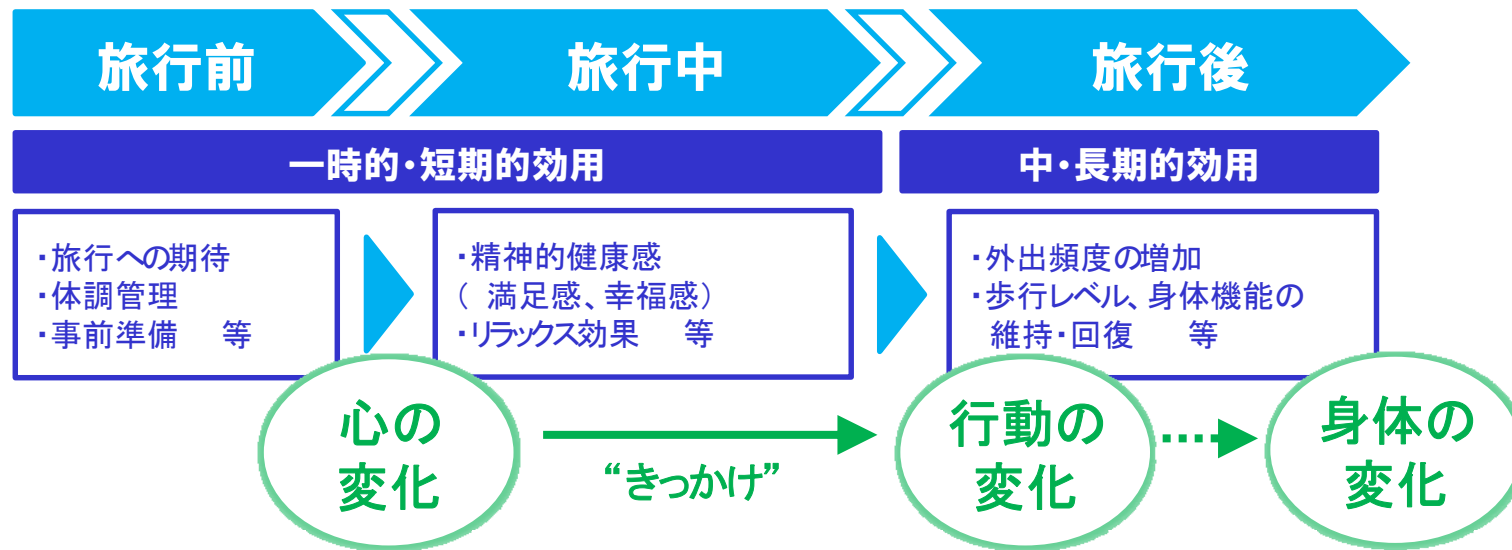 旅行前
旅行中
旅行後
一時的・短期的効用
中・長期的効用
・旅行への期待
・体調管理
・事前準備　等
・精神的健康感
（ 満足感、幸福感）
・リラックス効果　等
・外出頻度の増加
・歩行レベル、身体機能の
維持・回復　等
心の
変化
“きっかけ”
行動の
変化
身体の
変化